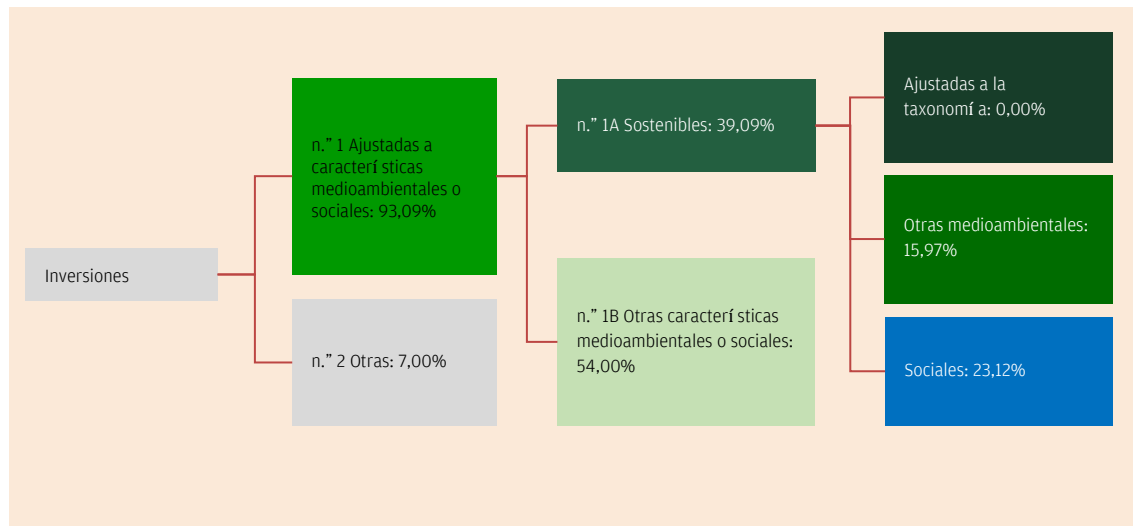 Inversiones
n.” 1 Ajustadas a
caracterí sticas
medioambientales o
sociales: 93,09%
n.” 2 Otras: 7,00%
n.” 1A Sostenibles: 39,09%
n.” 1B Otras caracterí sticas
medioambientales o sociales:
54,00%
Ajustadas a la
taxonomí a: 0,00%
Otras medioambientales:
15,97%
Sociales: 23,12%